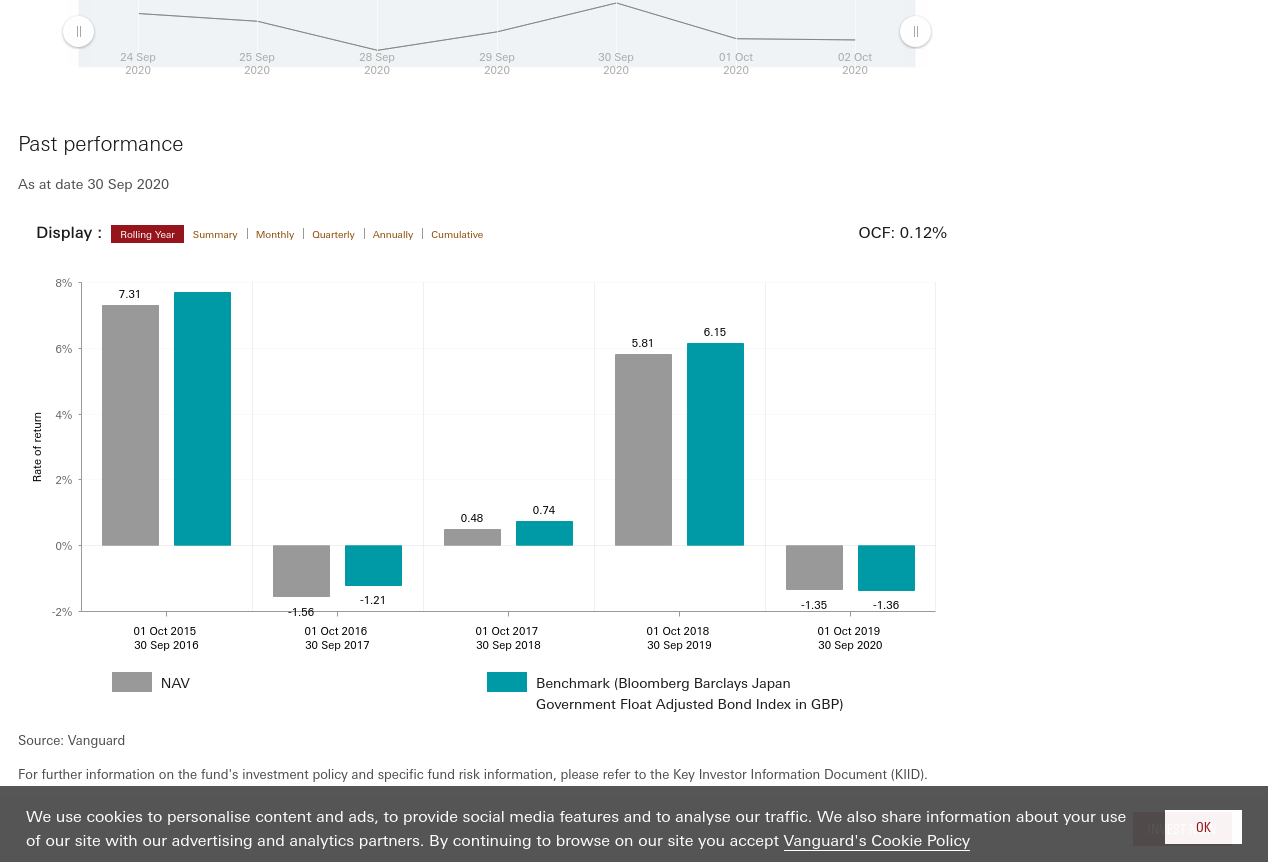 24 Sep 2020
25 Sep 2020
28 Sep 2020
29 Sep 2020
30 Sep 2020
01 Oct 2020
02 Oct 2020
Past performance
As at date 30 Sep 2020
Display :
Rolling Year
Summary
Monthly
Quarterly
Annually
Cumulative
OCF: 0.12%
8%
7.31
6.15
5.81
6%
4%
Rate of return
2%
0.48
0.74
0%
-1.21
-1.35
-1.36
-2%
-1.56
01 Oct 2015
30 Sep 2016
01 Oct 2016
30 Sep 2017
01 Oct 2017
30 Sep 2018
01 Oct 2018
30 Sep 2019
01 Oct 2019
30 Sep 2020
NAV
Benchmark (Bloomberg Barclays Japan
Government Float Adjusted Bond Index in GBP)
Source: Vanguard
For further information on the fund's investment policy and specific fund risk information, please refer to the Key Investor Information Document (KIID).
We use cookies to personalise content and ads, to provide social media features and to analyse our traffic. We also share information about your use
of our site with our advertising and analytics partners. By continuing to browse on our site you accept Vanguard's Cookie Policy
OK